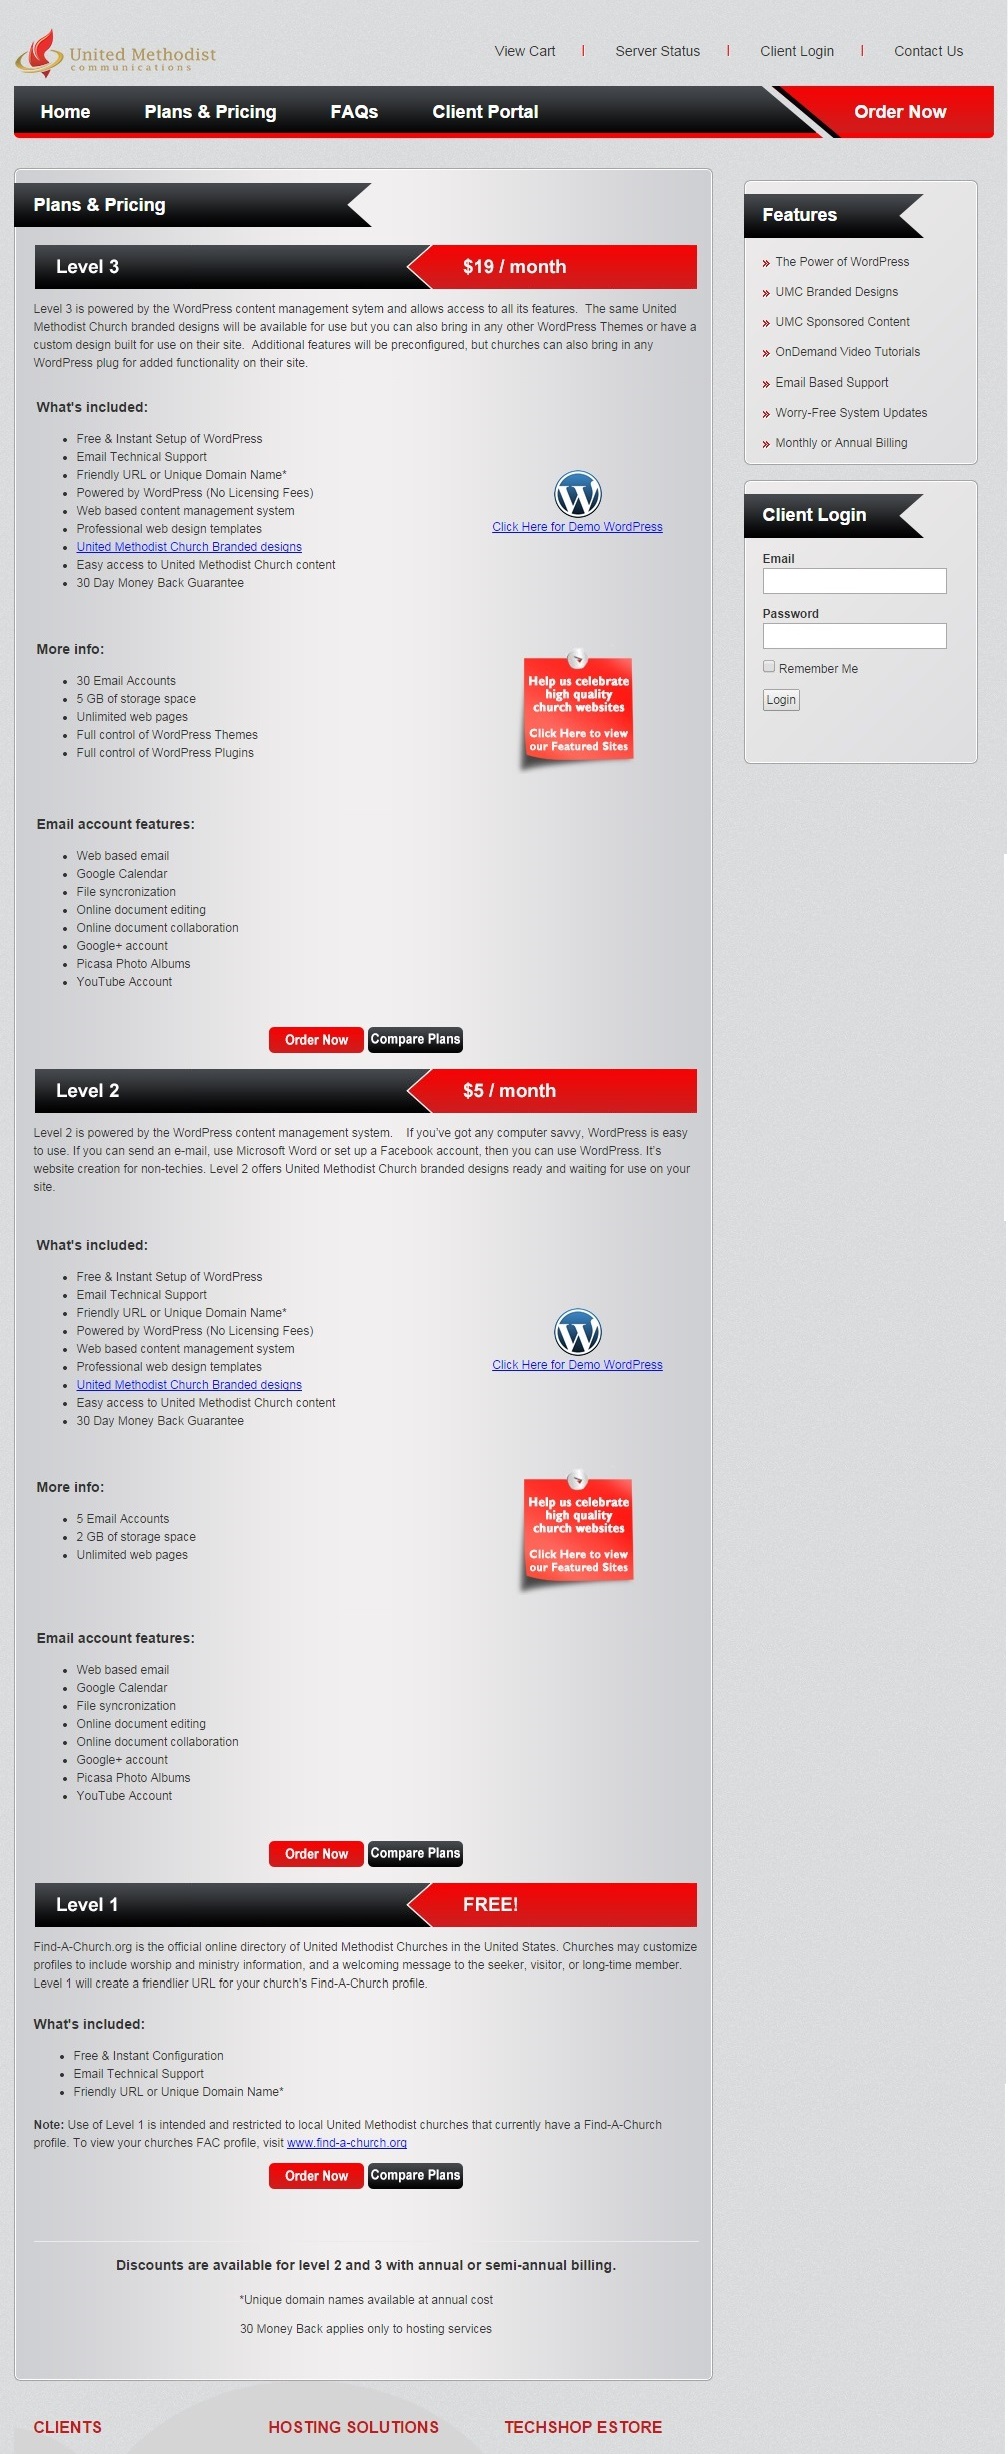 United Methodist
communications
View Cart | Server Status | Client Login | Contact Us
Home Plans & Pricing FAQs Client Portal Order Now
Plans & Pricing
Level 3 $19 / month
Level 3 is powered by the WordPress content management sytem and allows access to all its features. The same United
Methodist Church branded designs will be available for use but you can also bring in any other WordPress Themes or have a
custom design built for use on their site. Additional features will be preconfigured, but churches can also bring in any
WordPress plug for added functionality on their site.
What's included:
Free & Instant Setup of WordPress
Email Technical Support
Friendly URL or Unique Domain Name*
Powered by WordPress (No Licensing Fees)
Web based content management system
Professional web design templates
United Methodist Church Branded designs
Easy access to United Methodist Church content
30 Day Money Back Guarantee
Click Here for Demo WordPress
More info:
30 Email Accounts
5 GB of storage space
Unlimited web pages
Full control of WordPress Themes
Full control of WordPress Plugins
Help us celebrate
high quality
church websites
Click Here to view
our Featured Sites
Email account features:
Web based email
Google Calendar
File syncronization
Online document editing
Online document collaboration
Google+ account
Picasa Photo Albums
YouTube Account
Order Now Compare Plans
Level 2 $5 / month
Level 2 is powered by the WordPress content management system. If you've got any computer savvy, WordPress is easy
to use. If you can send an e-mail, use Microsoft Word or set up a Facebook account, then you can use WordPress. It's
website creation for non-techies. Level 2 offers United Methodist Church branded designs ready and waiting for use on your
site.
What's included:
Free & Instant Setup of WordPress
Email Technical Support
Friendly URL or Unique Domain Name*
Powered by WordPress (No Licensing Fees)
Web based content management system
Professional web design templates
United Methodist Church Branded designs
Easy access to United Methodist Church content
30 Day Money Back Guarantee
Click Here for Demo WordPress
More info:
5 Email Accounts
2 GB of storage space
Unlimited web pages
Help us celebrate
high quality
church websites
Click Here to view
our Featured Sites
Email account features:
Web based email
Google Calendar
File syncronization
Online document editing
Online document collaboration
Google+ account
Picasa Photo Albums
YouTube Account
Order Now Compare Plans
Level 1 FREE!
Find-A-Church.org is the official online directory of United Methodist Churches in the United States. Churches may customize
profiles to include worship and ministry information, and a welcoming message to the seeker, visitor, or long-time member.
Level 1 will create a friendlier URL for your church's Find-A-Church profile.
What's included:
Free & Instant Configuration
Email Technical Support
Friendly URL or Unique Domain Name*
Note: Use of Level 1 is intended and restricted to local United Methodist churches that currently have a Find-A-Church
profile. To view your churches FAC profile, visit www.find-a-church.org
Order Now Compare Plans
Discounts are available for level 2 and 3 with annual or semi-annual billing.
*Unique domain names available at annual cost
30 Money Back applies only to hosting services
Features
The Power of WordPress
UMC Branded Designs
UMC Sponsored Content
OnDemand Video Tutorials
Email Based Support
Worry-Free System Updates
Monthly or Annual Billing
Client Login
Email
Password
Remember Me
Login
CLIENTS HOSTING SOLUTIONS TECHSHOP ESTORE